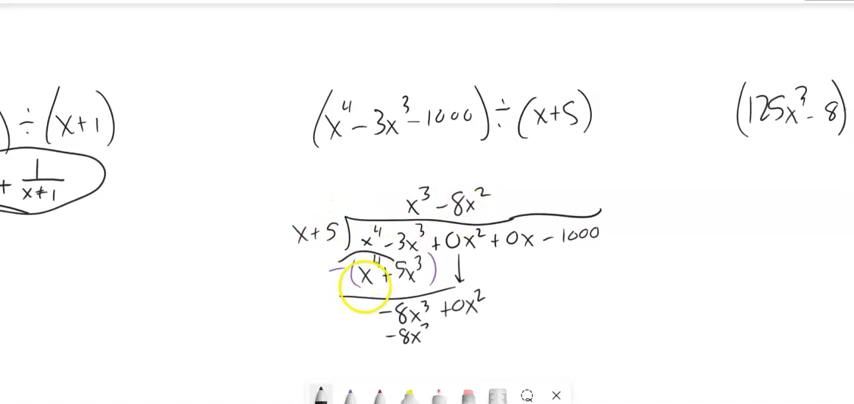 ) ÷ (x+1)
+ 1/(x+1)
(x⁴ - 3x³ - 1000) ÷ (x+5)
(125x³ - 8)
x³ - 8x²
x+5 ) x⁴ - 3x³ + 0x² + 0x - 1000
-(x⁴ + 5x³) ↓
-8x³ + 0x²
-8x³